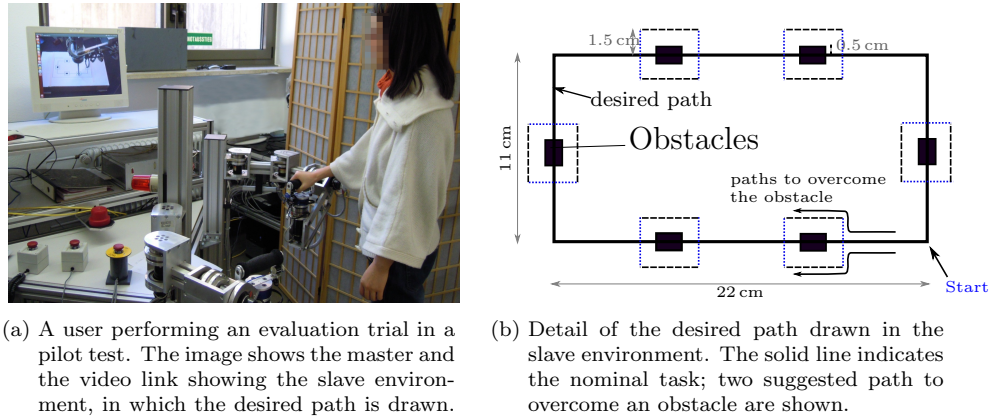 NOTAUSSTIEG
1.5 cm
0.5 cm
desired path
Obstacles
11 cm
paths to overcome
the obstacle
22 cm
Start
(a) A user performing an evaluation trial in a
pilot test. The image shows the master and
the video link showing the slave environ-
ment, in which the desired path is drawn.
(b) Detail of the desired path drawn in the
slave environment. The solid line indicates
the nominal task; two suggested path to
overcome an obstacle are shown.